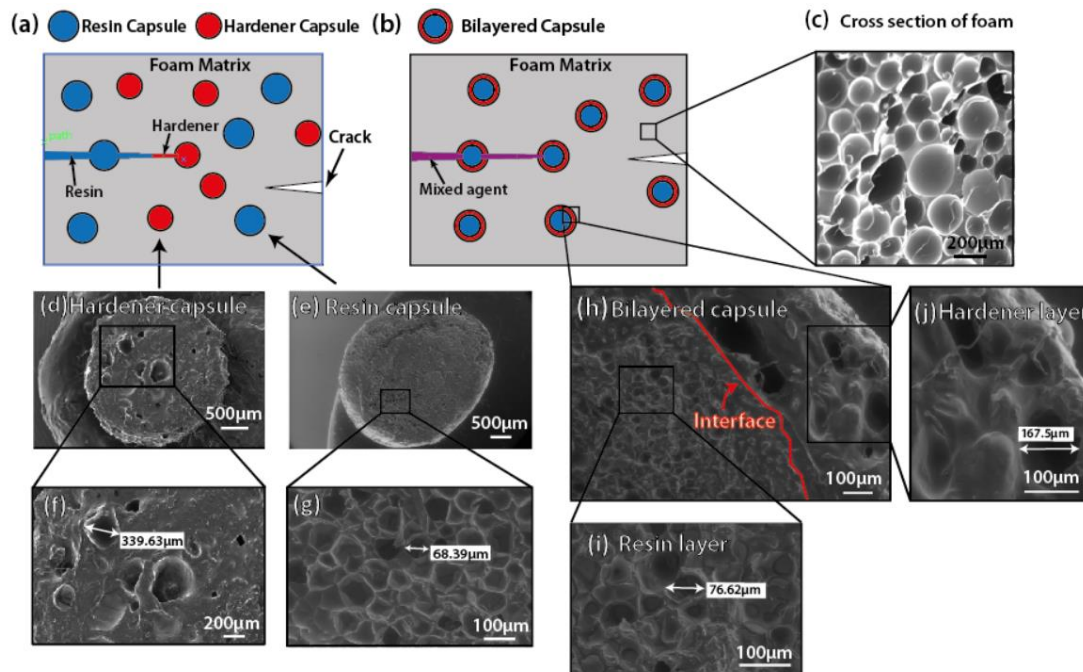 (a) Resin Capsule Hardener Capsule
(b) Bilayered Capsule
(c) Cross section of foam
Foam Matrix
path
Hardener
Crack
Resin
Foam Matrix
Mixed agent
200μm
(d) Hardener capsule
500μm
(e) Resin capsule
500μm
(h) Bilayered capsule
Interface
100μm
(j) Hardener layer
167.5μm
100μm
(f)
339.63μm
200μm
(g)
68.39μm
100μm
(i) Resin layer
76.62μm
100μm